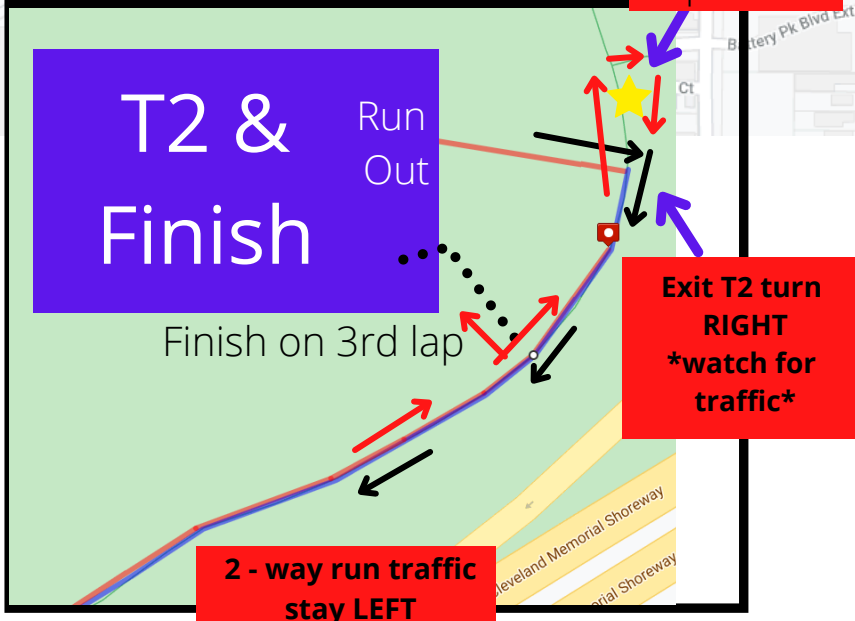 Battery Pk Blvd Ext
Ct
T2 &
Finish
Run
Out
Exit T2 turn
RIGHT
*watch for
traffic*
Finish on 3rd lap
Cleveland Memorial Shoreway
Memorial Shoreway
2 - way run traffic
stay LEFT